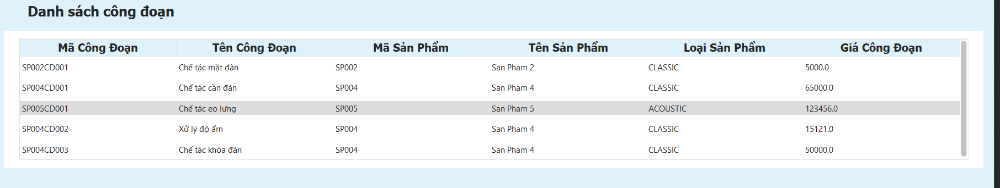 Danh sách công đoạn
Mã Công Đoạn Tên Công Đoạn Mã Sản Phẩm Tên Sản Phẩm Loại Sản Phẩm Giá Công Đoạn
SP002CD001 Chế tác mặt đàn SP002 San Pham 2 CLASSIC 5000.0
SP004CD001 Chế tác cần đàn SP004 San Pham 4 CLASSIC 65000.0
SP005CD001 Chế tác eo lưng SP005 San Pham 5 ACOUSTIC 123456.0
SP004CD002 Xử lý độ ẩm SP004 San Pham 4 CLASSIC 15121.0
SP004CD003 Chế tác khóa đàn SP004 San Pham 4 CLASSIC 50000.0